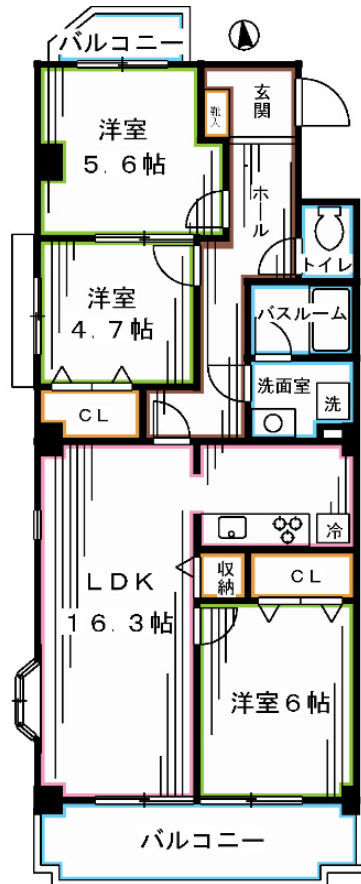 バルコニー
玄関
靴入
洋室
5.6帖
ホール
トイレ
洋室
4.7帖
バスルーム
洗面室
洗
CL
冷
LDK
16.3帖
収納
CL
洋室6帖
バルコニー